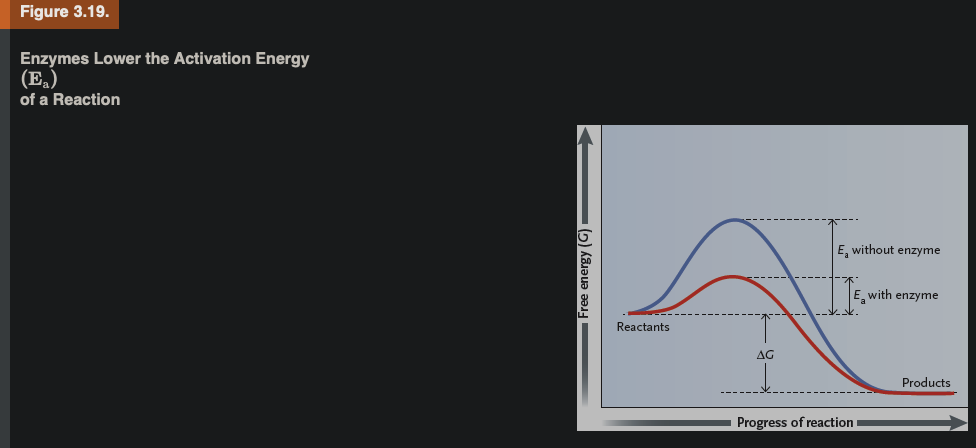 Figure 3.19.
Enzymes Lower the Activation Energy
(Eₐ)
of a Reaction
Free energy (G)
Eₐ without enzyme
Eₐ with enzyme
Reactants
ΔG
Products
Progress of reaction